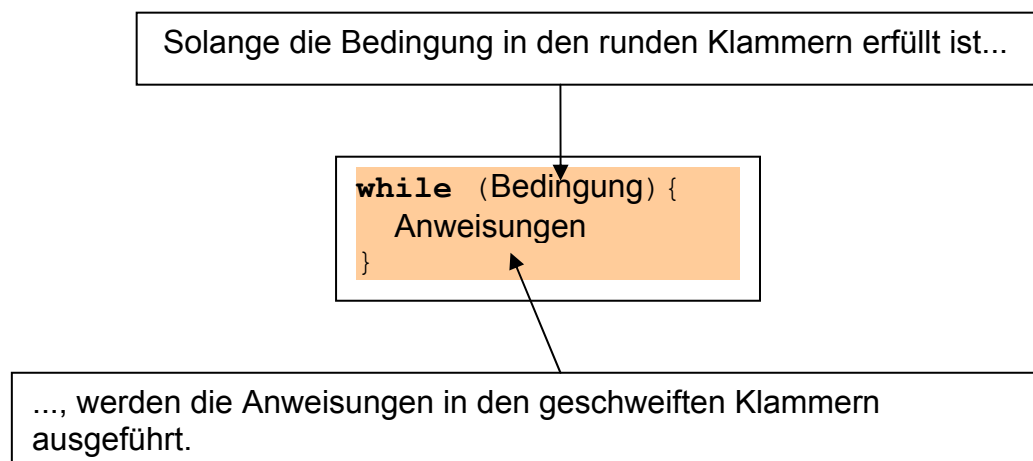 Solange die Bedingung in den runden Klammern erfüllt ist...
while (Bedingung){
Anweisungen
}
..., werden die Anweisungen in den geschweiften Klammern
ausgeführt.